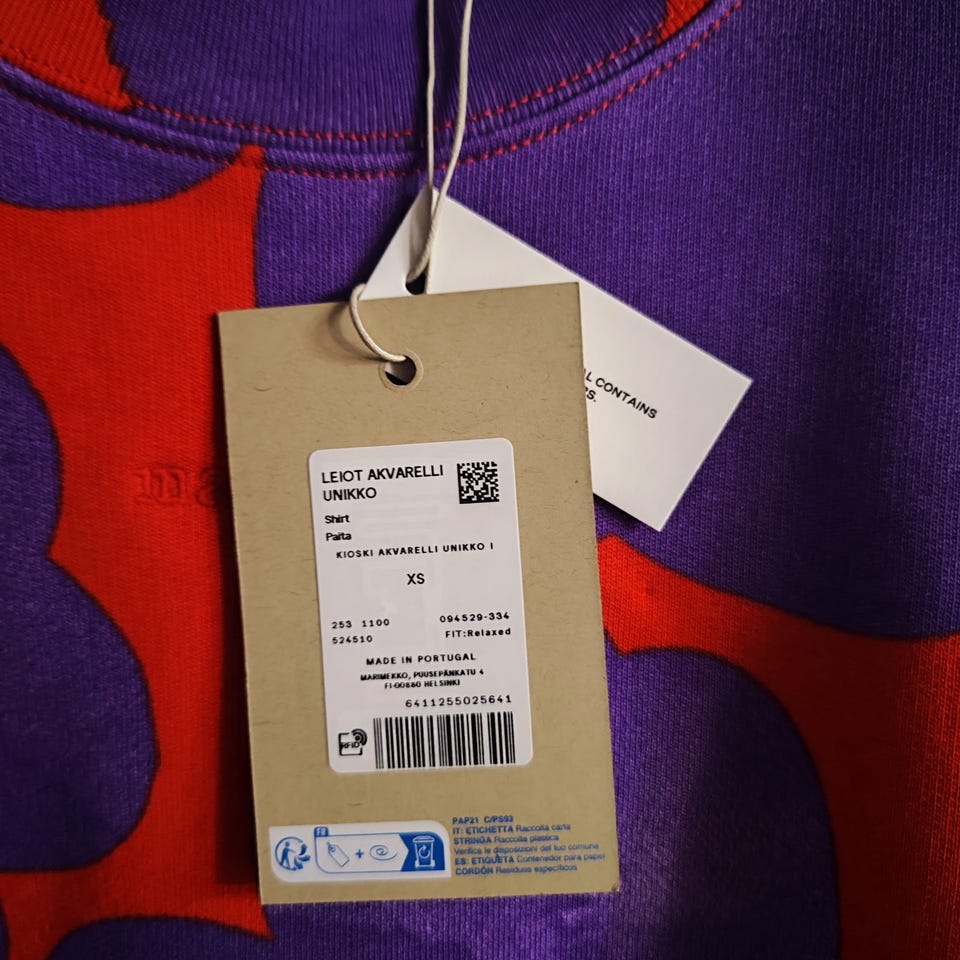 L CONTAINS
RS.
ma
LEIOT AKVARELLI
UNIKKO
Shirt
Paita
KIOSKI AKVARELLI UNIKKO I
XS
253 1100 094529-334
524510 FIT:Relaxed
MADE IN PORTUGAL
MARIMEKKO, PUUSEPÄNKATU 4
FI-00880 HELSINKI
6411255025641
RFID
FR
PAP21 C/PS93
IT: ETICHETTA Raccolta carta
STRINGA Raccolta plastica
Verifica le disposizioni del tuo comune
ES: ETIQUETA Contenedor para papel
CORDÓN Residuos específicos